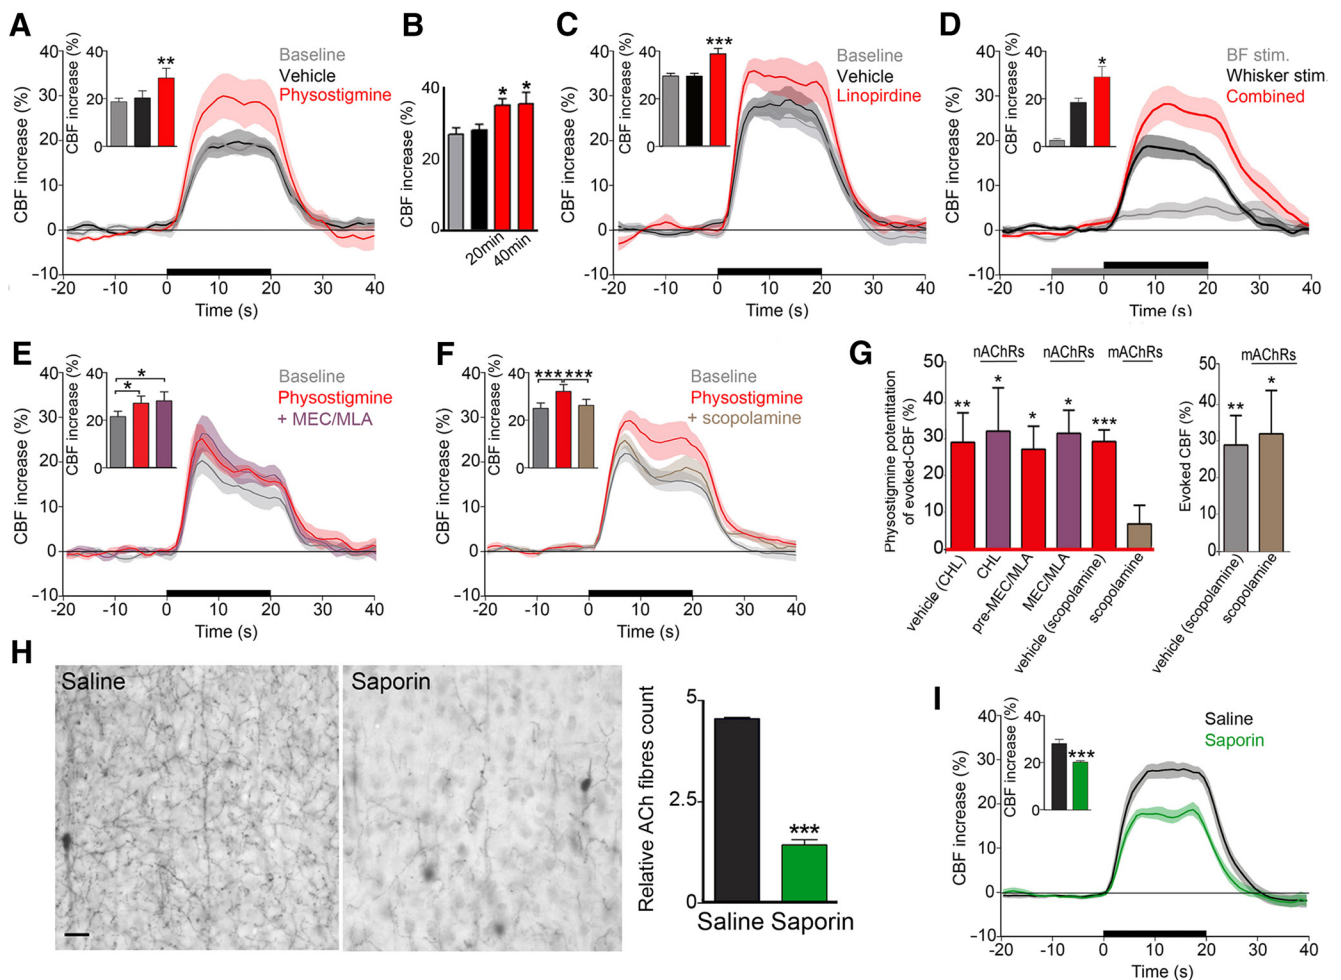 A
CBF increase (%)
40
30
20
10
0
−10
-20
-10
0
10
20
30
40
Time (s)
CBF increase (%)
40
20
0
**
Baseline
Vehicle
Physostigmine
B
CBF increase (%)
40
20
0
*
*
20min
40min
C
CBF increase (%)
40
30
20
10
0
−10
-20
-10
0
10
20
30
40
Time (s)
CBF increase (%)
40
20
0
***
Baseline
Vehicle
Linopirdine
D
CBF increase (%)
40
30
20
10
0
−10
-20
-10
0
10
20
30
40
Time (s)
CBF increase (%)
40
20
0
*
BF stim.
Whisker stim.
Combined
E
CBF increase (%)
40
30
20
10
0
−10
-20
-10
0
10
20
30
40
Time (s)
CBF increase (%)
40
20
0
*
*
Baseline
Physostigmine
+ MEC/MLA
F
CBF increase (%)
40
30
20
10
0
−10
-20
-10
0
10
20
30
40
Time (s)
CBF increase (%)
40
20
0
*** ***
Baseline
Physostigmine
+ scopolamine
G
Physostigmine potentitation
of evoked-CBF (%)
50
40
30
20
10
0
nAChRs
nAChRs
mAChRs
**
*
*
*
***
vehicle (CHL)
CHL
pre-MEC/MLA
MEC/MLA
vehicle (scopolamine)
scopolamine
Evoked CBF (%)
50
40
30
20
10
0
mAChRs
**
*
vehicle (scopolamine)
scopolamine
H
Saline
Saporin
Relative ACh fibres count
5
2.5
0
***
Saline Saporin
I
CBF increase (%)
40
30
20
10
0
−10
-20
-10
0
10
20
30
40
Time (s)
CBF increase (%)
40
20
0
***
Saline
Saporin